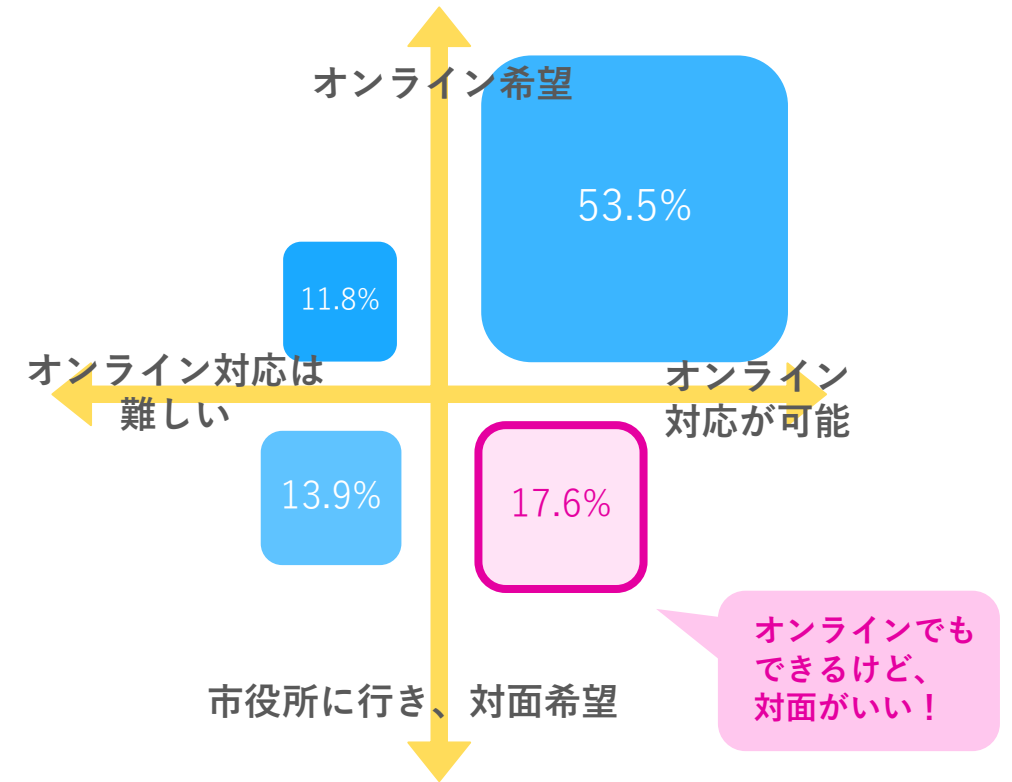 オンライン希望
53.5%
11.8%
オンライン対応は
難しい
オンライン
対応が可能
13.9%
17.6%
オンラインでも
できるけど、
対面がいい！
市役所に行き、対面希望